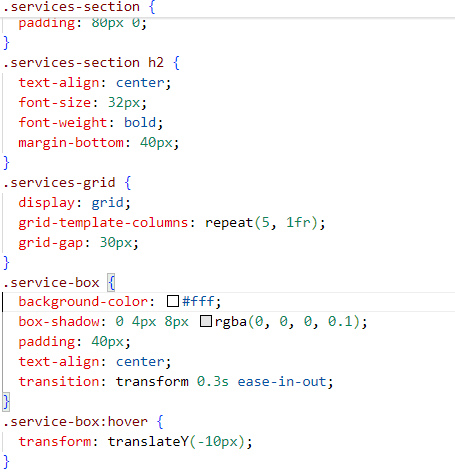 .services-section {
padding: 80px 0;
}
.services-section h2 {
text-align: center;
font-size: 32px;
font-weight: bold;
margin-bottom: 40px;
}
.services-grid {
display: grid;
grid-template-columns: repeat(5, 1fr);
grid-gap: 30px;
}
.service-box {
background-color: #fff;
box-shadow: 0 4px 8px rgba(0, 0, 0, 0.1);
padding: 40px;
text-align: center;
transition: transform 0.3s ease-in-out;
}
.service-box:hover {
transform: translateY(-10px);
}